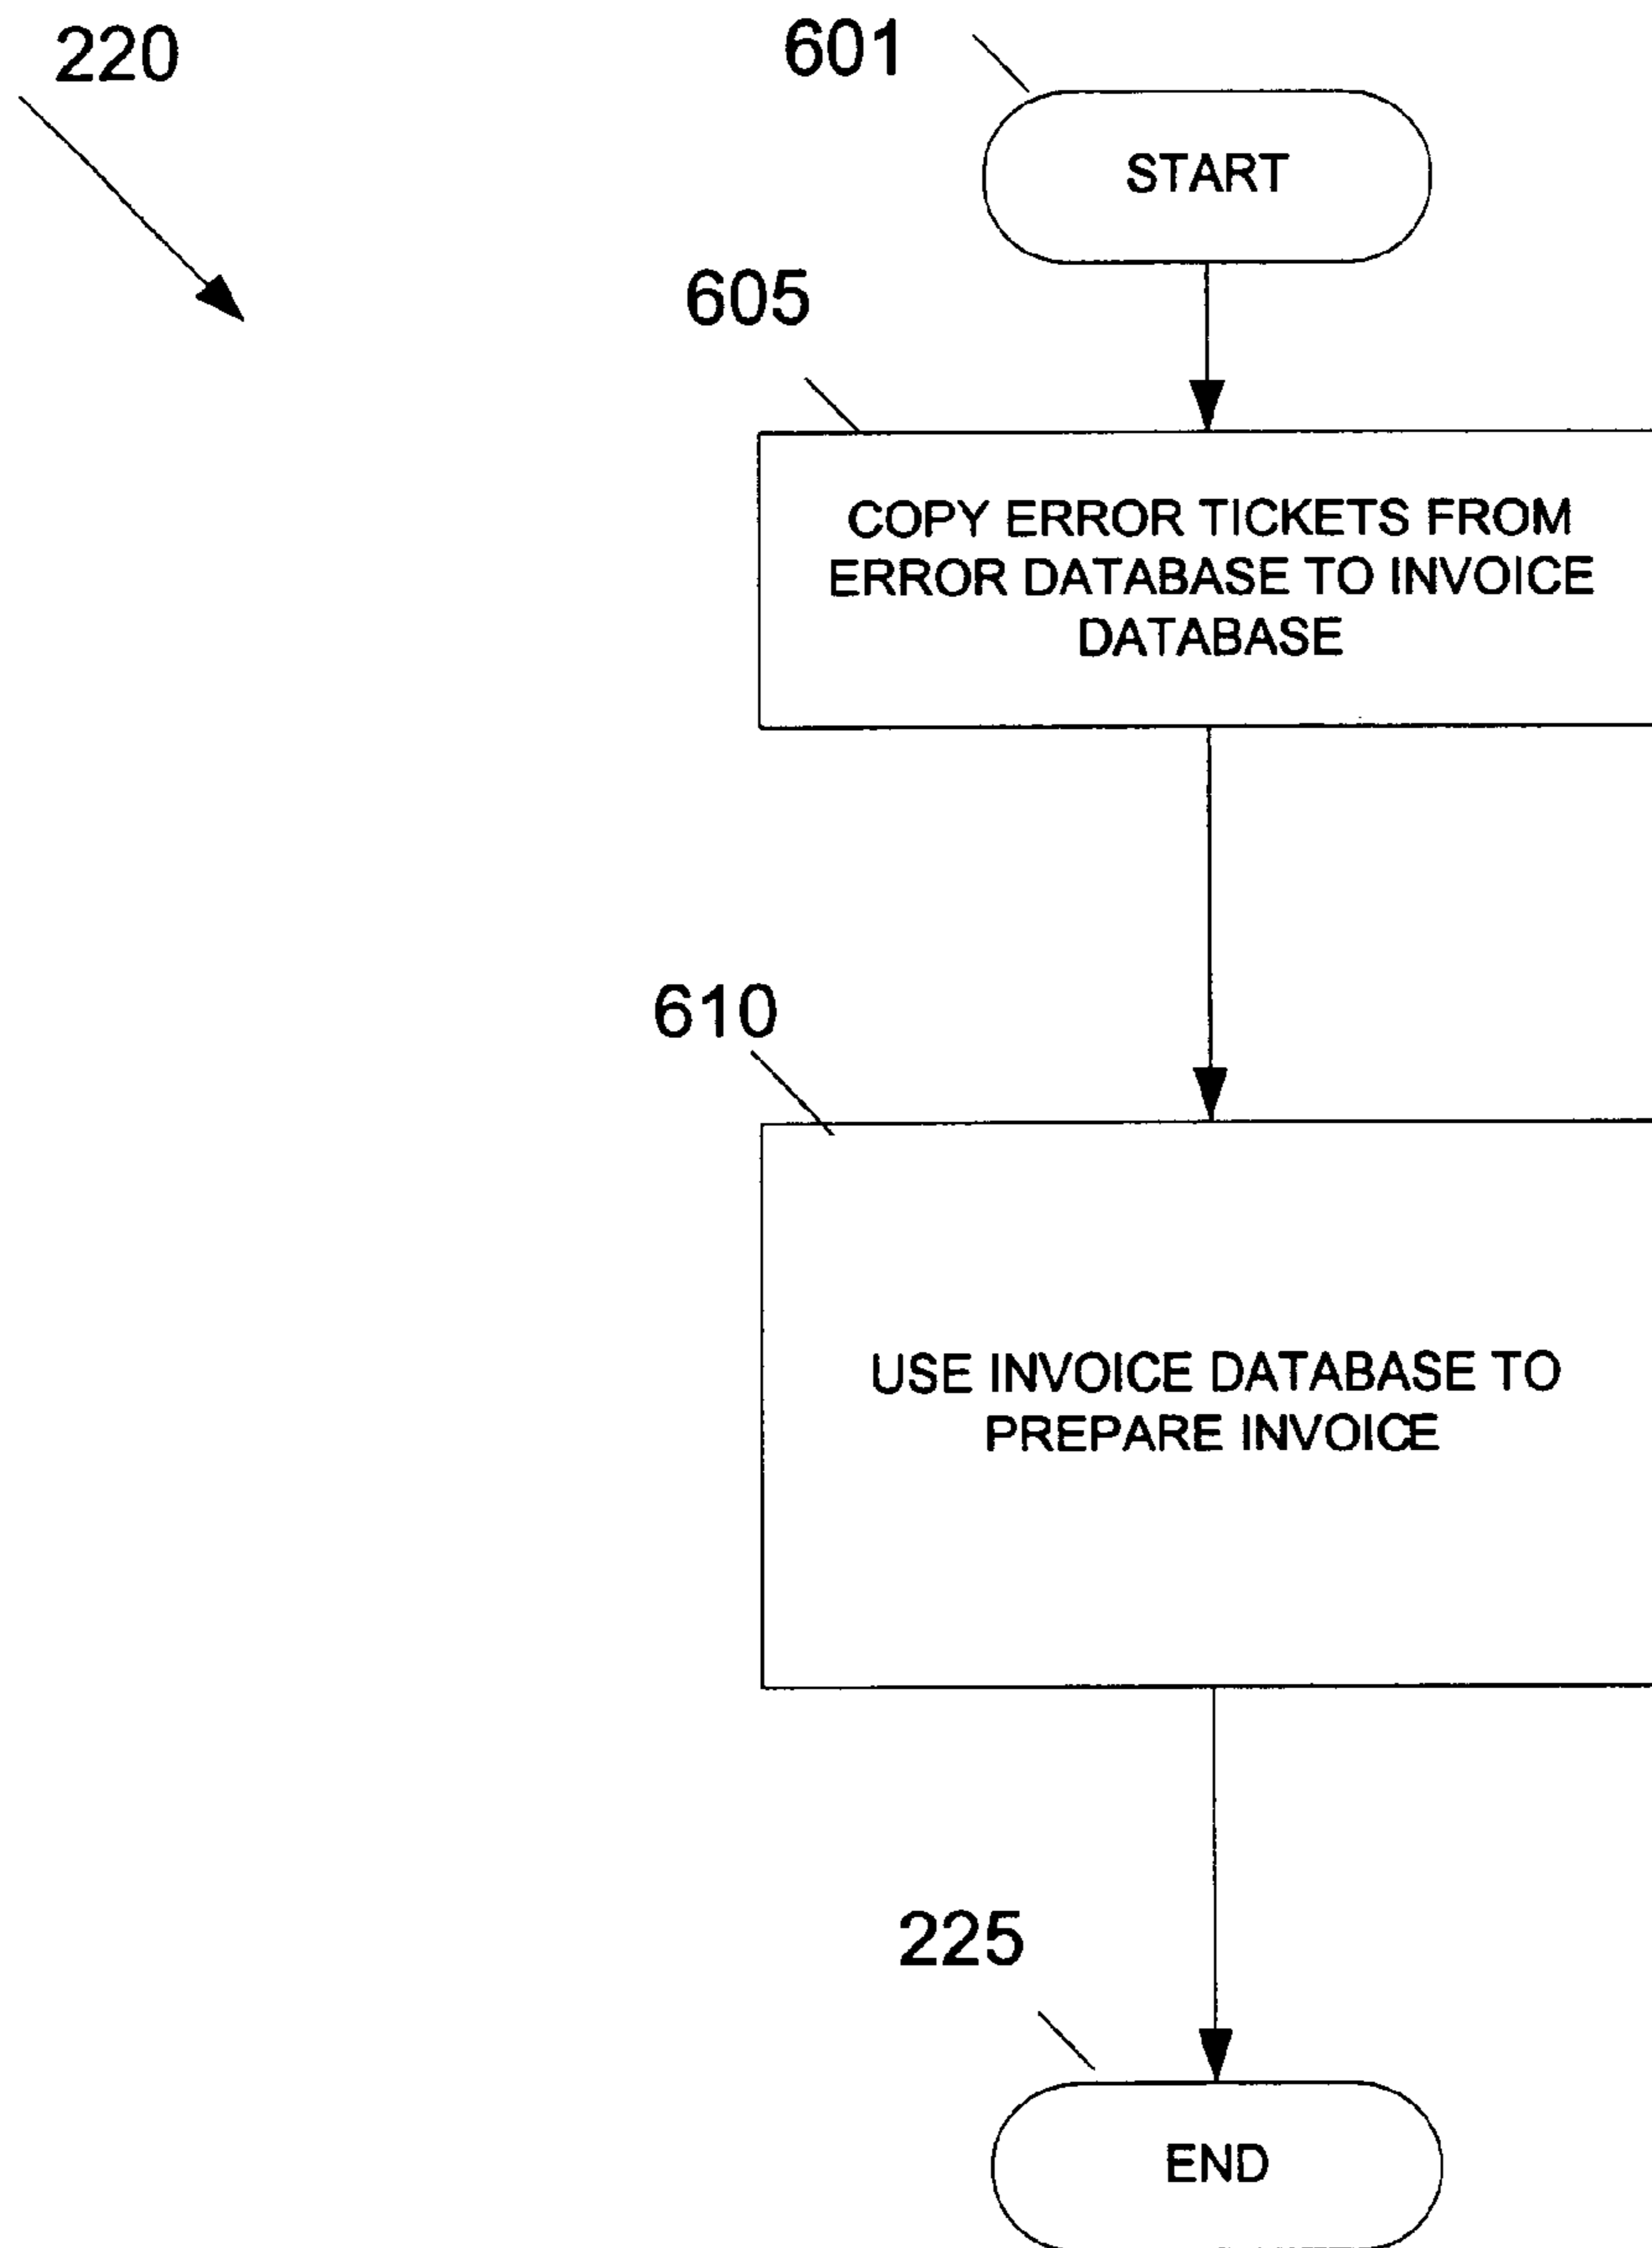 220
601
START
605
COPY ERROR TICKETS FROM
ERROR DATABASE TO INVOICE
DATABASE
610
USE INVOICE DATABASE TO
PREPARE INVOICE
225
END